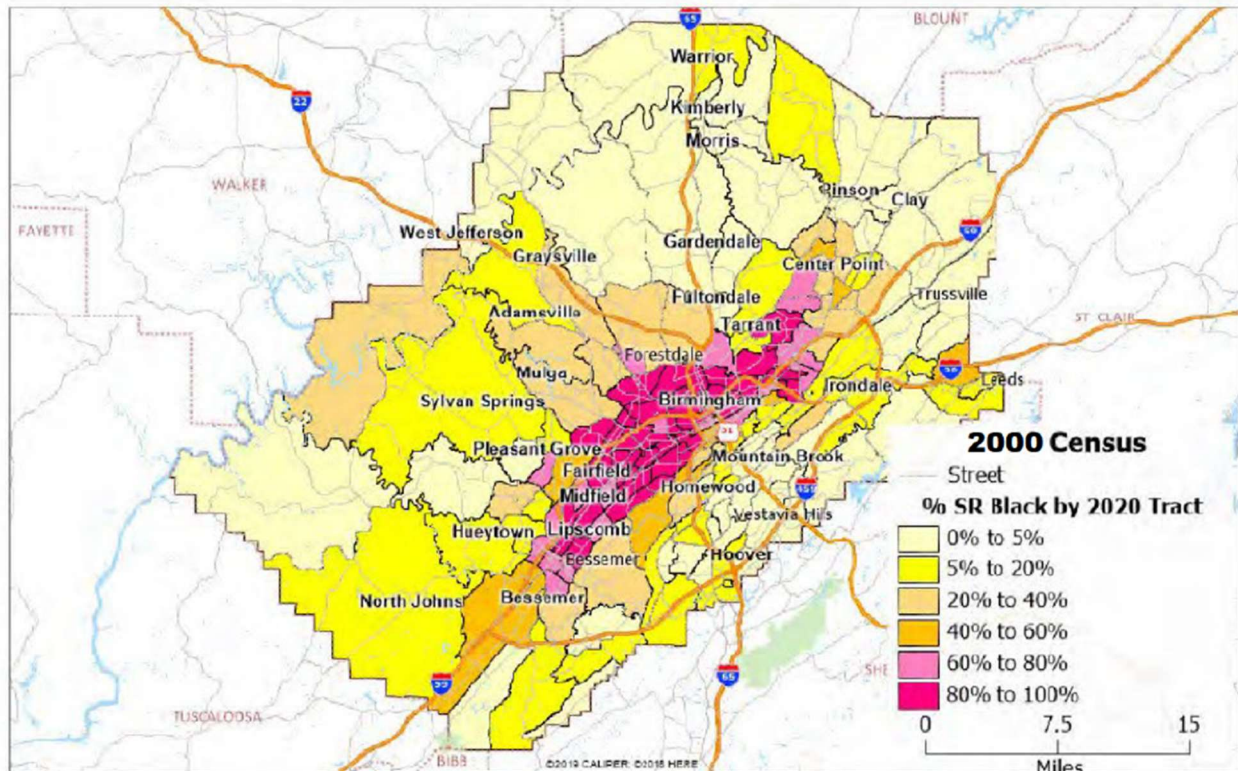 65
BLOUNT
Warrior
22
Kimberly
Morris
WALKER
Pinson
Clay
FAYETTE
West Jefferson
Graysville
Gardendale
Center Point
Fultondale
Trussville
Adamsville
Tarrant
ST CLAIR
Forestdale
Mulga
Irondale
Leeds
Sylvan Springs
Birmingham
Pleasant Grove
Mountain Brook
Fairfield
Midfield
Homewood
Vestavia Hills
Hueytown
Lipscomb
Hoover
Bessemer
North Johns
Bessemer
65
TUSCALOOSA
BIBB
SHE
©2019 CALIPER; ©2018 HERE
2000 Census
Street
% SR Black by 2020 Tract
0% to 5%
5% to 20%
20% to 40%
40% to 60%
60% to 80%
80% to 100%
0 7.5 15
Miles